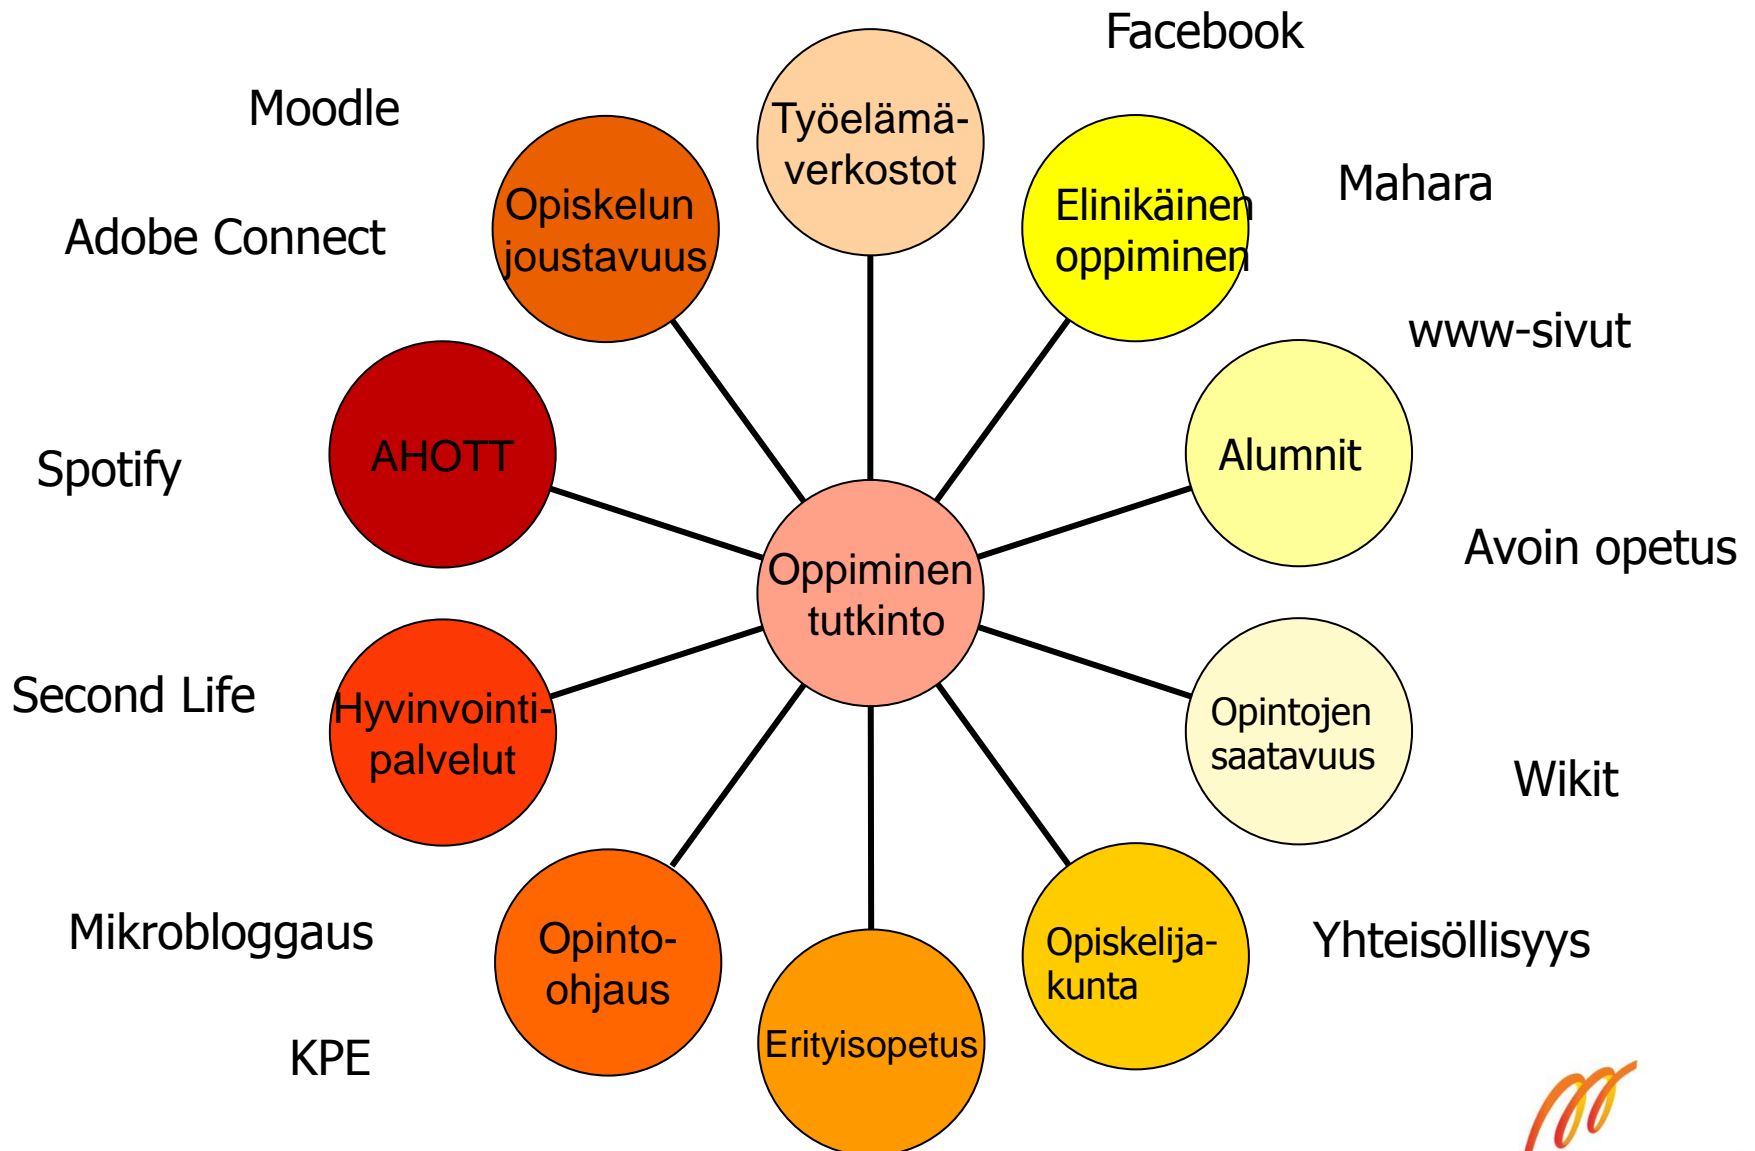 Facebook
Moodle
Työelämä-
verkostot
Mahara
Opiskelun
joustavuus
Elinikäinen
oppiminen
Adobe Connect
www-sivut
AHOTT
Alumnit
Spotify
Avoin opetus
Oppiminen
tutkinto
Second Life
Hyvinvointi-
palvelut
Opintojen
saatavuus
Wikit
Mikrobloggaus
Opinto-
ohjaus
Opiskelija-
kunta
Yhteisöllisyys
KPE
Erityisopetus